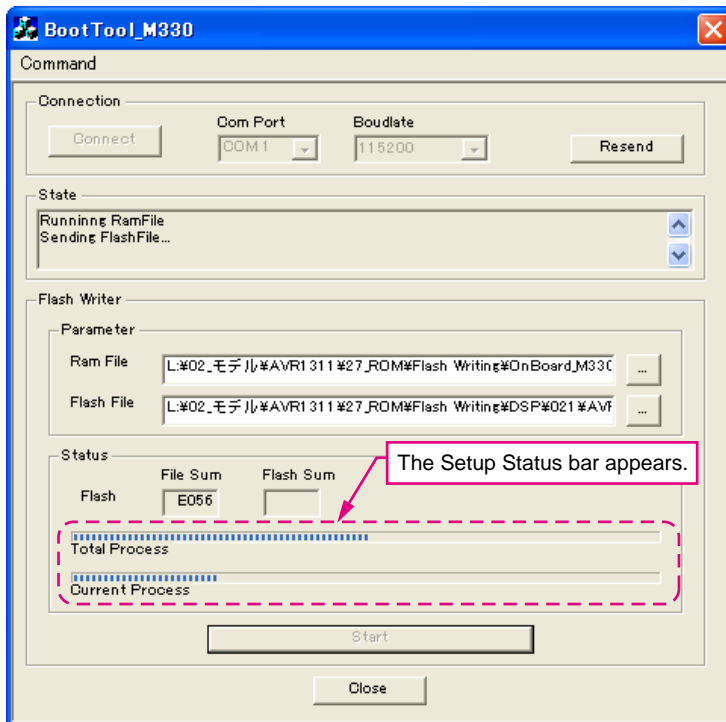 BootTool_M330
Command
Connection
Com Port Boudlate
Connect COM1 115200 Resend
State
Runninng RamFile
Sending FlashFile...
Flash Writer
Parameter
Ram File L:¥02_モデル¥AVR1311¥27_ROM¥Flash Writing¥OnBoard_M330 ...
Flash File L:¥02_モデル¥AVR1311¥27_ROM¥Flash Writing¥DSP¥021¥AVR ...
Status
The Setup Status bar appears.
File Sum Flash Sum
Flash E056
Total Process
Current Process
Start
Close